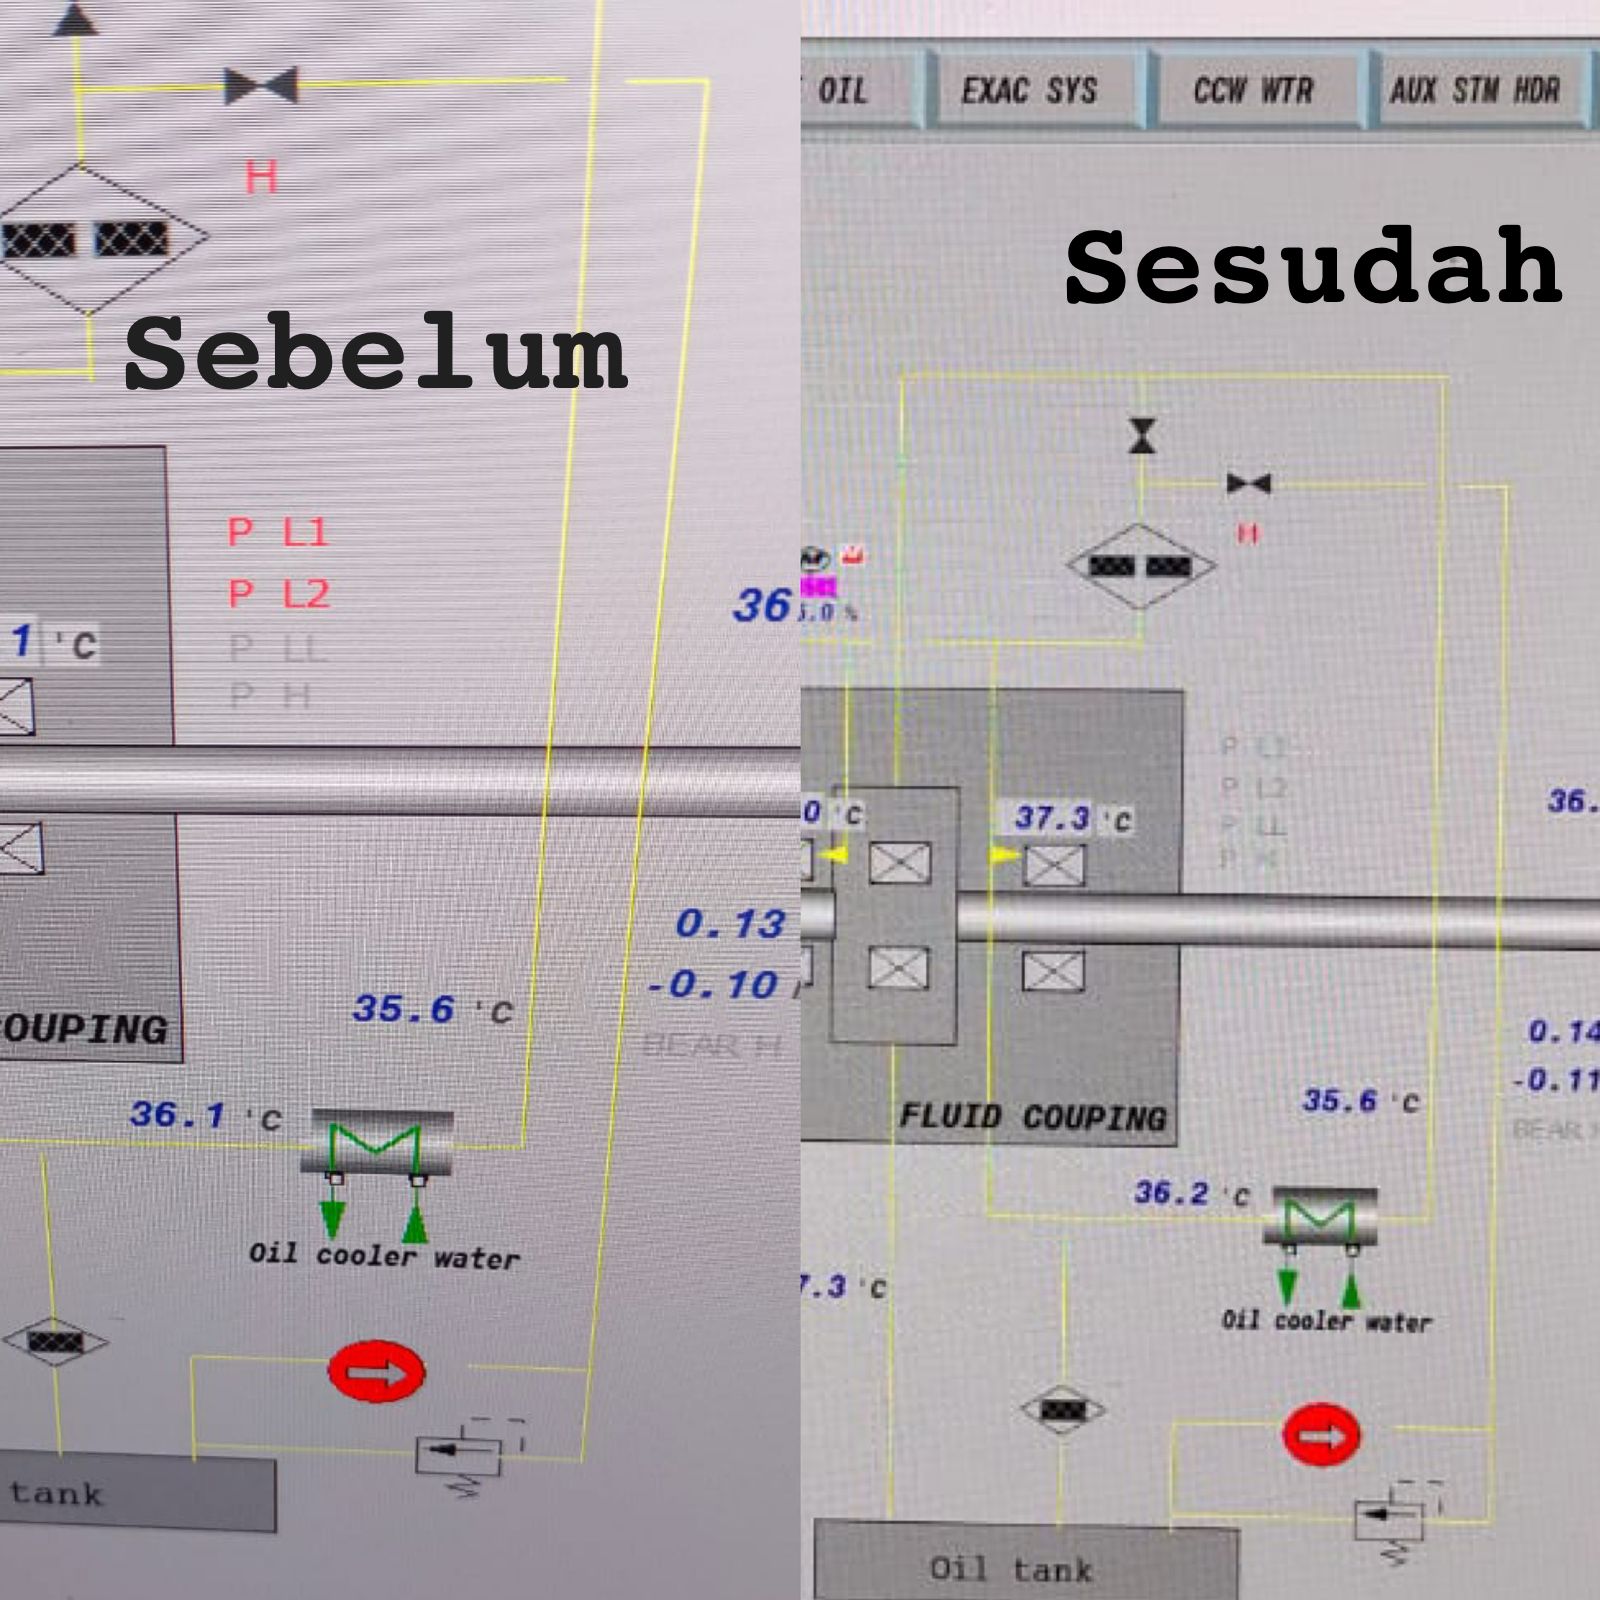 H
Sebelum
P L1
P L2
P LL
P H
1 'C
36
0.13
-0.10
BEAR H
35.6 'C
OUPING
36.1 'C
Oil cooler water
tank
OIL
EXAC SYS
CCW WTR
AUX STM HDR
Sesudah
H
.0 %
P L1
P L2
P LL
P H
0 'C
37.3 'C
36.
0.14
-0.11
BEAR H
35.6 'C
FLUID COUPING
36.2 'C
7.3 'C
Oil cooler water
Oil tank